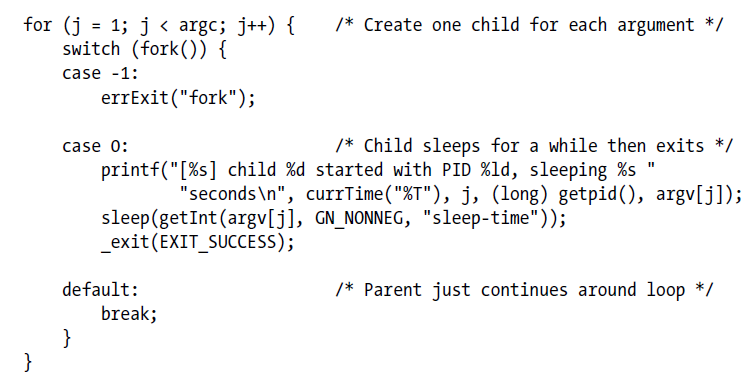 for (j = 1; j < argc; j++) {    /* Create one child for each argument */
    switch (fork()) {
    case -1:
        errExit("fork");

    case 0:                     /* Child sleeps for a while then exits */
        printf("[%s] child %d started with PID %ld, sleeping %s "
                "seconds\n", currTime("%T"), j, (long) getpid(), argv[j]);
        sleep(getInt(argv[j], GN_NONNEG, "sleep-time"));
        _exit(EXIT_SUCCESS);

    default:                    /* Parent just continues around loop */
        break;
    }
}